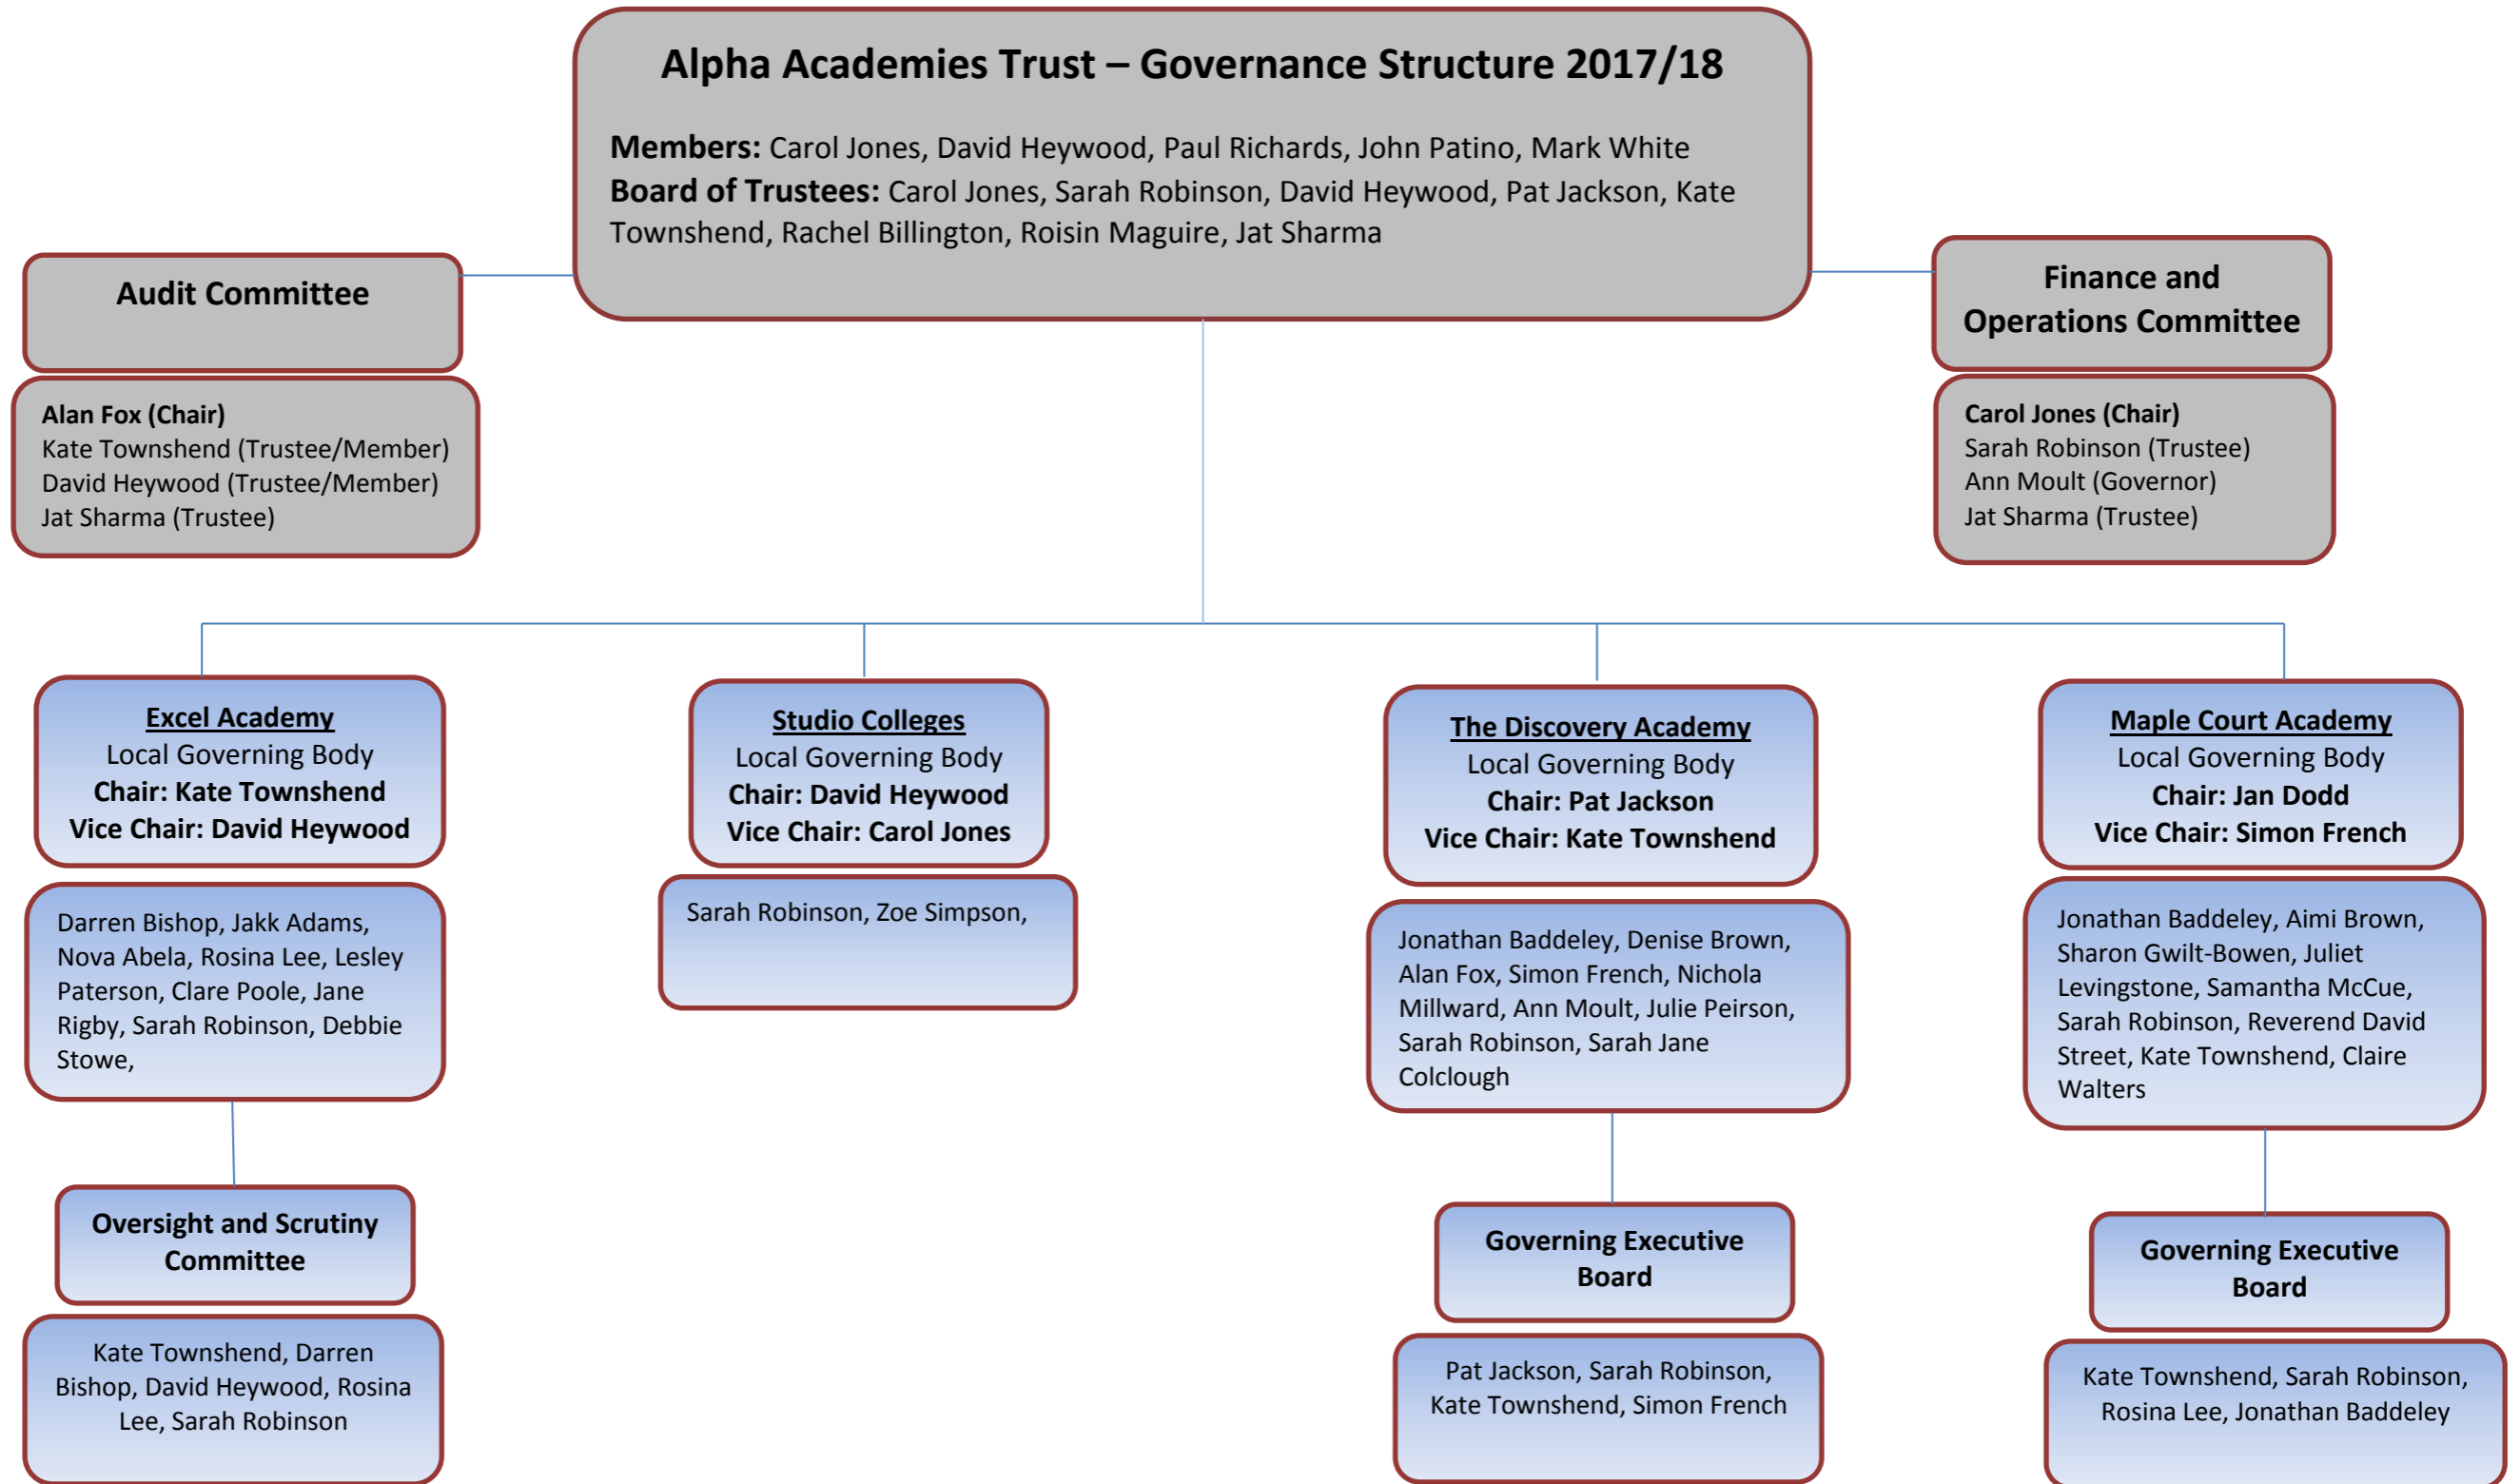 Alpha Academies Trust – Governance Structure 2017/18
Members: Carol Jones, David Heywood, Paul Richards, John Patino, Mark White
Board of Trustees: Carol Jones, Sarah Robinson, David Heywood, Pat Jackson, Kate
Townshend, Rachel Billington, Roisin Maguire, Jat Sharma
Audit Committee
Alan Fox (Chair)
Kate Townshend (Trustee/Member)
David Heywood (Trustee/Member)
Jat Sharma (Trustee)
Finance and
Operations Committee
Carol Jones (Chair)
Sarah Robinson (Trustee)
Ann Moult (Governor)
Jat Sharma (Trustee)
Excel Academy
Local Governing Body
Chair: Kate Townshend
Vice Chair: David Heywood
Darren Bishop, Jakk Adams,
Nova Abela, Rosina Lee, Lesley
Paterson, Clare Poole, Jane
Rigby, Sarah Robinson, Debbie
Stowe,
Oversight and Scrutiny
Committee
Kate Townshend, Darren
Bishop, David Heywood, Rosina
Lee, Sarah Robinson
Studio Colleges
Local Governing Body
Chair: David Heywood
Vice Chair: Carol Jones
Sarah Robinson, Zoe Simpson,
The Discovery Academy
Local Governing Body
Chair: Pat Jackson
Vice Chair: Kate Townshend
Jonathan Baddeley, Denise Brown,
Alan Fox, Simon French, Nichola
Millward, Ann Moult, Julie Peirson,
Sarah Robinson, Sarah Jane
Colclough
Governing Executive
Board
Pat Jackson, Sarah Robinson,
Kate Townshend, Simon French
Maple Court Academy
Local Governing Body
Chair: Jan Dodd
Vice Chair: Simon French
Jonathan Baddeley, Aimi Brown,
Sharon Gwilt-Bowen, Juliet
Levingstone, Samantha McCue,
Sarah Robinson, Reverend David
Street, Kate Townshend, Claire
Walters
Governing Executive
Board
Kate Townshend, Sarah Robinson,
Rosina Lee, Jonathan Baddeley